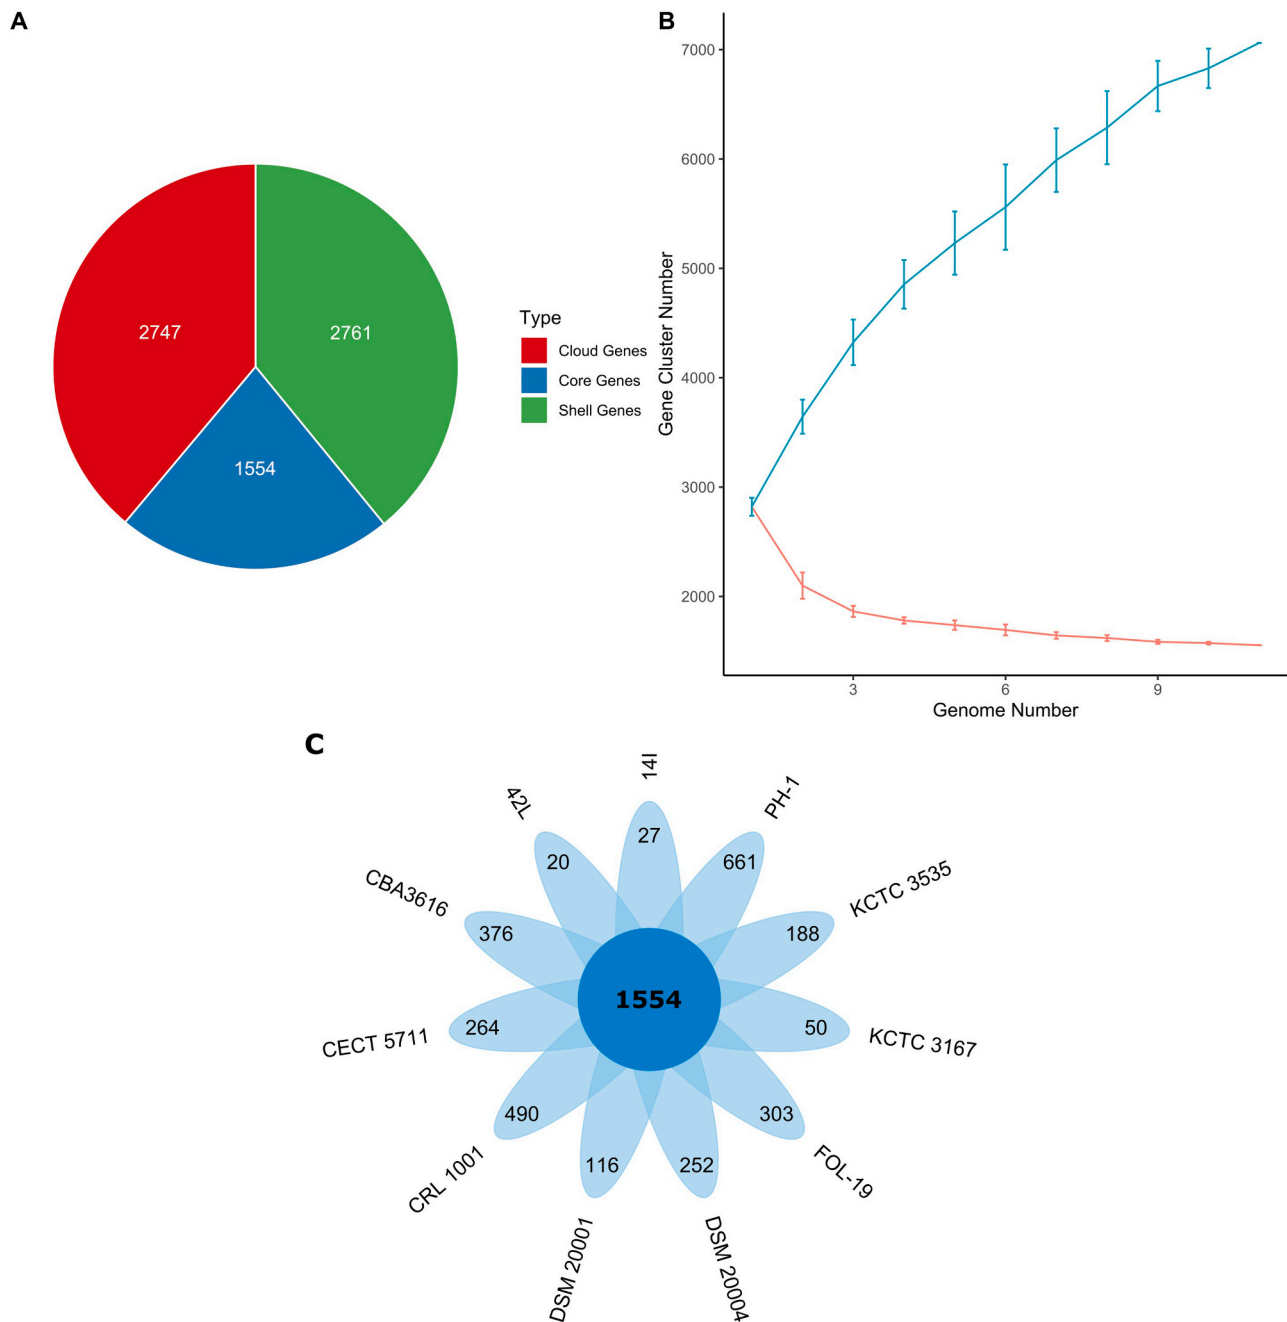 A
2747
2761
1554
Type
Cloud Genes
Core Genes
Shell Genes
B
Gene Cluster Number
7000
6000
5000
4000
3000
2000
3
6
9
Genome Number
C
14I
PH-1
KCTC 3535
KCTC 3167
FOL-19
DSM 20004
DSM 20001
CRL 1001
CECT 5711
CBA3616
42L
27
661
188
50
303
252
116
490
264
376
20
1554